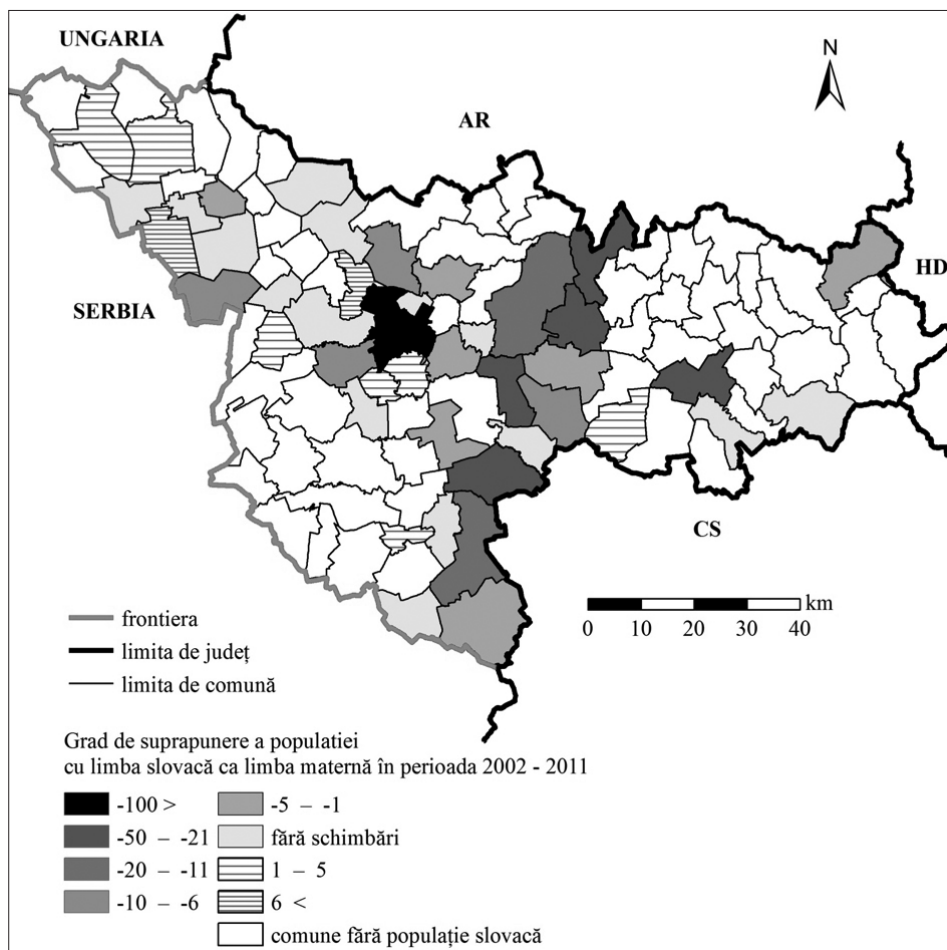 UNGARIA
N
AR
HD
SERBIA
CS
km
0 10 20 30 40
frontiera
limita de județ
limita de comună
Grad de suprapunere a populatiei
cu limba slovacă ca limba maternă în perioada 2002 - 2011
-100 >
-50 – -21
-20 – -11
-10 – -6
-5 – -1
fără schimbări
1 – 5
6 <
comune fără populație slovacă